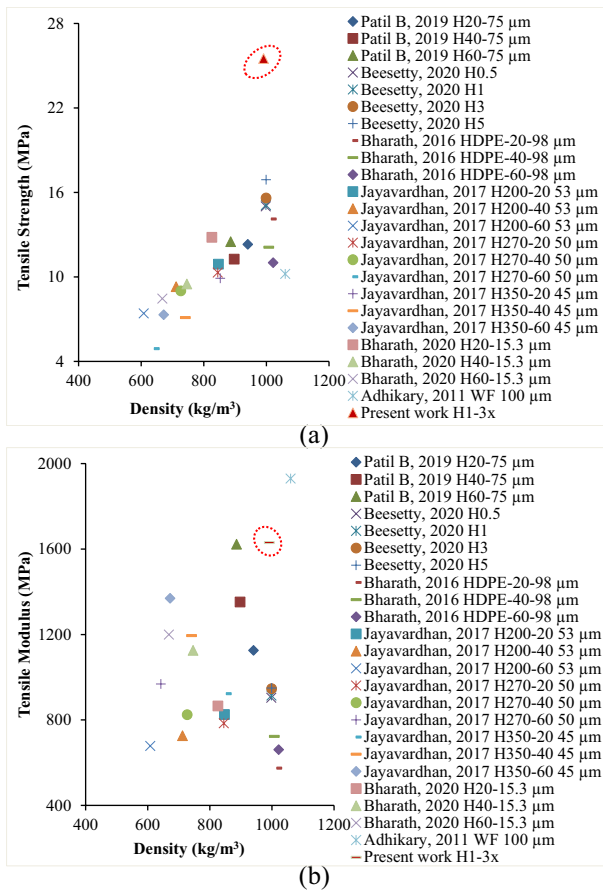 28
24
20
16
12
8
4
400
600
800
1000
1200
Tensile Strength (MPa)
Density (kg/m³)
Patil B, 2019 H20-75 µm
Patil B, 2019 H40-75 µm
Patil B, 2019 H60-75 µm
Beesetty, 2020 H0.5
Beesetty, 2020 H1
Beesetty, 2020 H3
Beesetty, 2020 H5
Bharath, 2016 HDPE-20-98 µm
Bharath, 2016 HDPE-40-98 µm
Bharath, 2016 HDPE-60-98 µm
Jayavardhan, 2017 H200-20 53 µm
Jayavardhan, 2017 H200-40 53 µm
Jayavardhan, 2017 H200-60 53 µm
Jayavardhan, 2017 H270-20 50 µm
Jayavardhan, 2017 H270-40 50 µm
Jayavardhan, 2017 H270-60 50 µm
Jayavardhan, 2017 H350-20 45 µm
Jayavardhan, 2017 H350-40 45 µm
Jayavardhan, 2017 H350-60 45 µm
Bharath, 2020 H20-15.3 µm
Bharath, 2020 H40-15.3 µm
Bharath, 2020 H60-15.3 µm
Adhikary, 2011 WF 100 µm
Present work H1-3x
(a)
2000
1600
1200
800
400
400
600
800
1000
1200
Tensile Modulus (MPa)
Density (kg/m³)
Patil B, 2019 H20-75 µm
Patil B, 2019 H40-75 µm
Patil B, 2019 H60-75 µm
Beesetty, 2020 H0.5
Beesetty, 2020 H1
Beesetty, 2020 H3
Beesetty, 2020 H5
Bharath, 2016 HDPE-20-98 µm
Bharath, 2016 HDPE-40-98 µm
Bharath, 2016 HDPE-60-98 µm
Jayavardhan, 2017 H200-20 53 µm
Jayavardhan, 2017 H200-40 53 µm
Jayavardhan, 2017 H200-60 53 µm
Jayavardhan, 2017 H270-20 50 µm
Jayavardhan, 2017 H270-40 50 µm
Jayavardhan, 2017 H270-60 50 µm
Jayavardhan, 2017 H350-20 45 µm
Jayavardhan, 2017 H350-40 45 µm
Jayavardhan, 2017 H350-60 45 µm
Bharath, 2020 H20-15.3 µm
Bharath, 2020 H40-15.3 µm
Bharath, 2020 H60-15.3 µm
Adhikary, 2011 WF 100 µm
Present work H1-3x
(b)